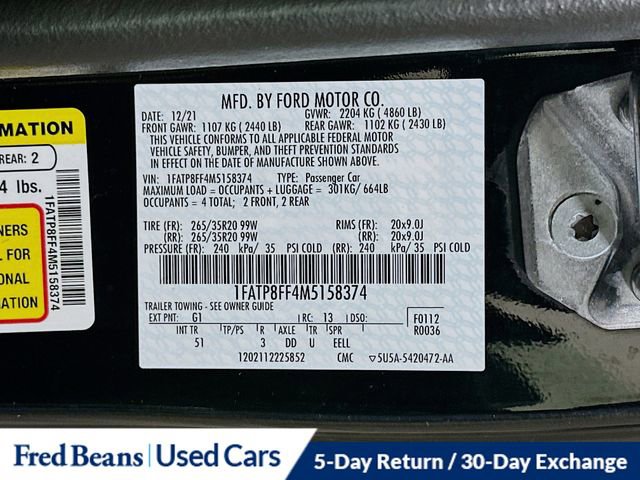 MFD. BY FORD MOTOR CO.
DATE: 12/21 GVWR: 2204 KG ( 4860 LB)
FRONT GAWR: 1107 KG ( 2440 LB) REAR GAWR: 1102 KG ( 2430 LB)
THIS VEHICLE CONFORMS TO ALL APPLICABLE FEDERAL MOTOR
VEHICLE SAFETY, BUMPER, AND THEFT PREVENTION STANDARDS
IN EFFECT ON THE DATE OF MANUFACTURE SHOWN ABOVE.
VIN: 1FATP8FF4M5158374 TYPE: Passenger Car
MAXIMUM LOAD = OCCUPANTS + LUGGAGE = 301KG/ 664LB
OCCUPANTS = 4 TOTAL; 2 FRONT, 2 REAR
TIRE (FR): 265/35R20 99W RIMS (FR): 20x9.0J
(RR): 265/35R20 99W (RR): 20x9.0J
PRESSURE (FR): 240 kPa/ 35 PSI COLD (RR): 240 kPa/ 35 PSI COLD
1FATP8FF4M5158374
TRAILER TOWING - SEE OWNER GUIDE
EXT PNT: G1 RC: 13 DSO: F0112
INT TR TP/PS R AXLE TR SPR R0036
51 3 DD U EELL
1202112225852 CMC ▽5U5A-5420472-AA
RMATION
REAR: 2
4 lbs.
NERS
FOR
ONAL
ION
1FATP8FF4M5158374
Fred Beans | Used Cars
5-Day Return / 30-Day Exchange